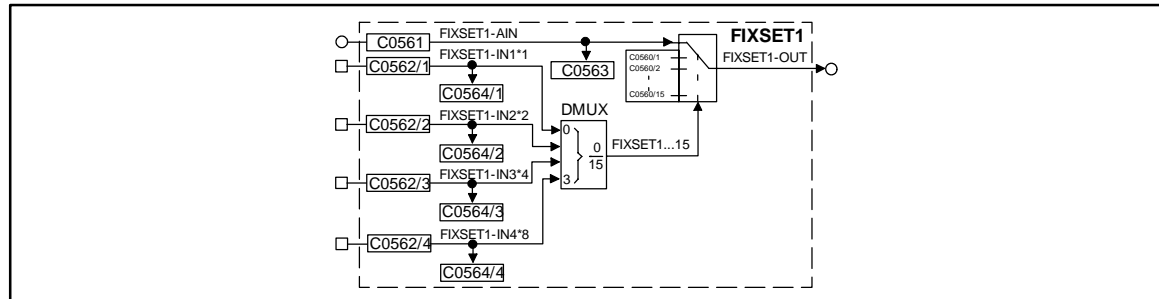 FIXSET1
C0561
FIXSET1-AIN
C0563
C0560/1
C0560/2
C0560/15
FIXSET1-OUT
C0562/1
FIXSET1-IN1*1
C0564/1
C0562/2
FIXSET1-IN2*2
C0564/2
C0562/3
FIXSET1-IN3*4
C0564/3
C0562/4
FIXSET1-IN4*8
C0564/4
DMUX
0
3
0
15
FIXSET1...15